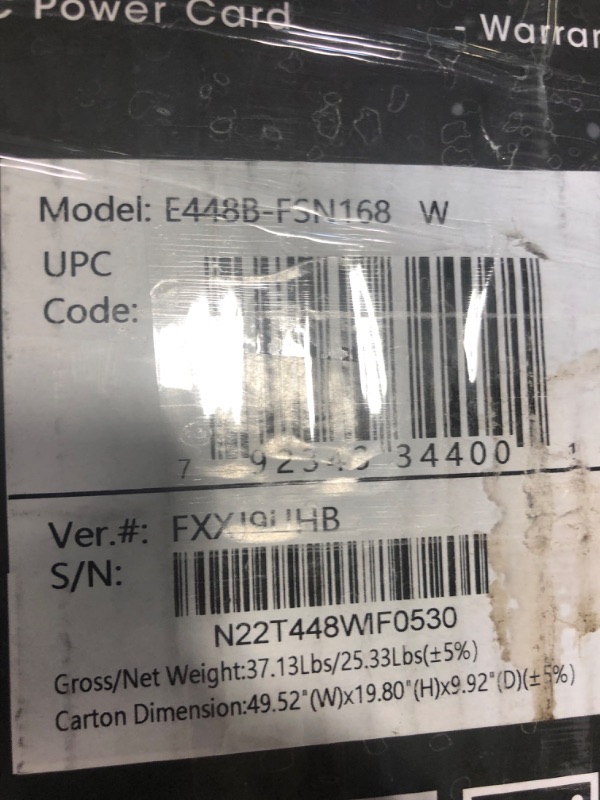 Power Card
- Warran
Model: E448B-FSN168 W
UPC
Code:
34400 1
Ver.#:
S/N:
N22T448WIF0530
Gross/Net Weight:37.13Lbs/25.33Lbs(±5%)
Carton Dimension:49.52"(W)x19.80"(H)x9.92"(D)(±5%)